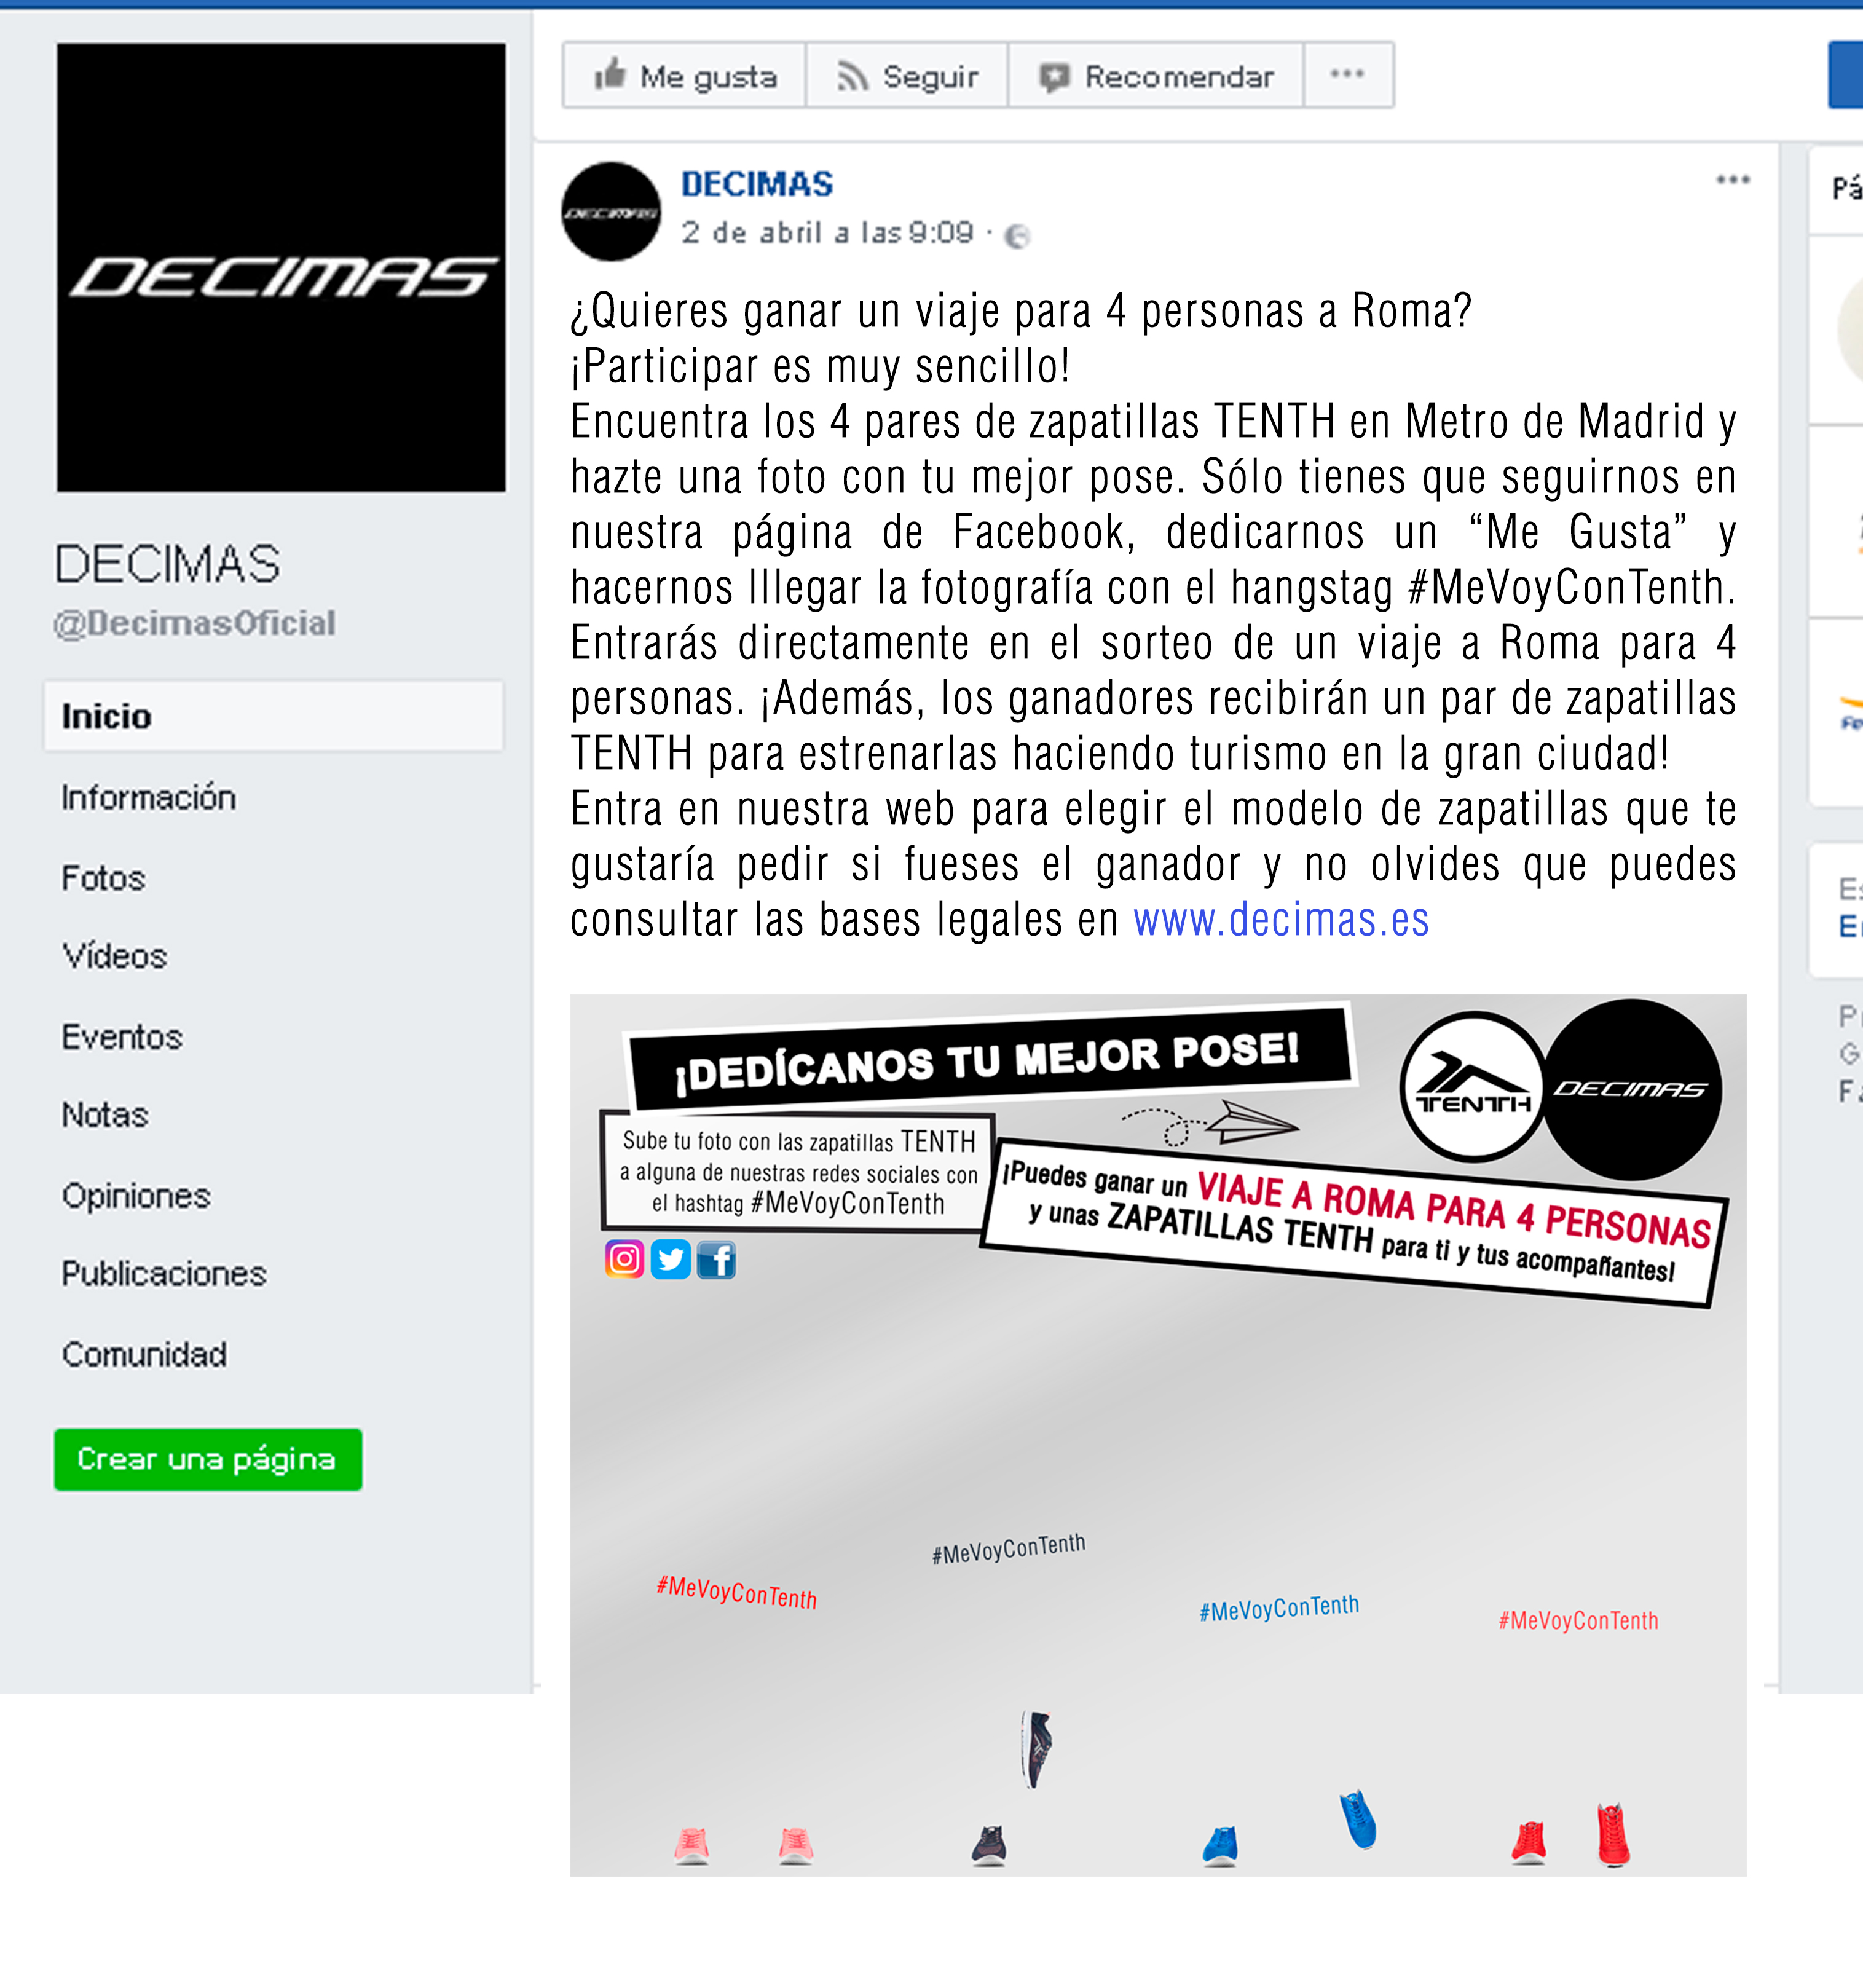 DECIMAS
DECIMAS
@DecimasOficial
Inicio
Información
Fotos
Vídeos
Eventos
Notas
Opiniones
Publicaciones
Comunidad
Crear una página
Me gusta
Seguir
Recomendar
DECIMAS
DECIMAS
2 de abril a las 9:09 ·
¿Quieres ganar un viaje para 4 personas a Roma?
¡Participar es muy sencillo!
Encuentra los 4 pares de zapatillas TENTH en Metro de Madrid y
hazte una foto con tu mejor pose. Sólo tienes que seguirnos en
nuestra página de Facebook, dedicarnos un “Me Gusta” y
hacernos lllegar la fotografía con el hangstag #MeVoyConTenth.
Entrarás directamente en el sorteo de un viaje a Roma para 4
personas. ¡Además, los ganadores recibirán un par de zapatillas
TENTH para estrenarlas haciendo turismo en la gran ciudad!
Entra en nuestra web para elegir el modelo de zapatillas que te
gustaría pedir si fueses el ganador y no olvides que puedes
consultar las bases legales en www.decimas.es
¡DEDÍCANOS TU MEJOR POSE!
TENTH
DECIMAS
Sube tu foto con las zapatillas TENTH
a alguna de nuestras redes sociales con
el hashtag #MeVoyConTenth
¡Puedes ganar un VIAJE A ROMA PARA 4 PERSONAS
y unas ZAPATILLAS TENTH para ti y tus acompañantes!
#MeVoyConTenth
#MeVoyConTenth
#MeVoyConTenth
#MeVoyConTenth
Pá